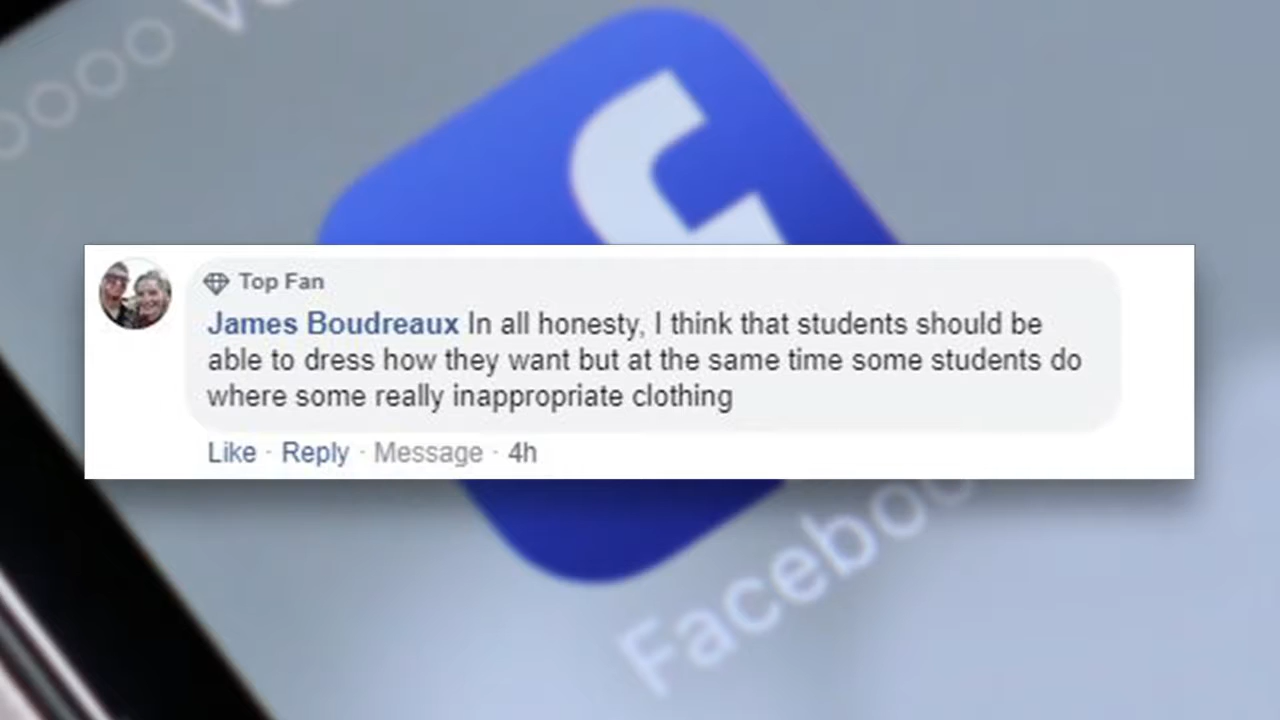 Top Fan
James Boudreaux In all honesty, I think that students should be
able to dress how they want but at the same time some students do
where some really inappropriate clothing
Like · Reply · Message · 4h